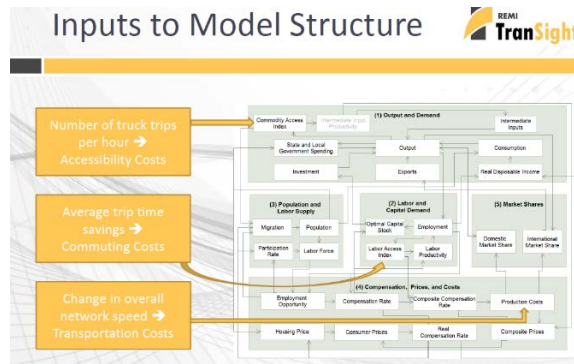 Inputs to Model Structure
REMI
TranSight
Number of truck trips
per hour ➔
Accessibility Costs
Average trip time
savings ➔
Commuting Costs
Change in overall
network speed ➔
Transportation Costs
(1) Output and Demand
Commodity Access
Index
Intermediate Input
Productivity
Intermediate
Inputs
State and Local
Government Spending
Output
Consumption
Investment
Exports
Real Disposable Income
(3) Population and
Labor Supply
Migration
Population
Participation
Rate
Labor Force
(2) Labor and
Capital Demand
Optimal Capital
Stock
Employment
Labor Access
Index
Labor
Productivity
(5) Market Shares
Domestic
Market Share
International
Market Share
(4) Compensation, Prices, and Costs
Employment
Opportunity
Compensation Rate
Composite Compensation
Rate
Production Costs
Housing Price
Consumer Prices
Real
Compensation Rate
Composite Prices